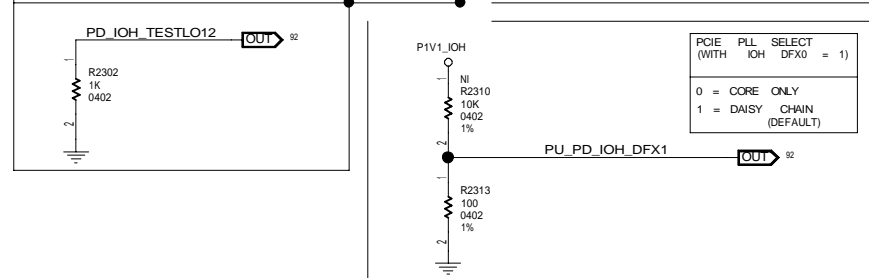 PD_IOH_TESTLO12
OUT
92
1
R2302
1K
0402
2
P1V1_IOH
1
NI
R2310
10K
0402
1%
2
PU_PD_IOH_DFX1
OUT
92
1
R2313
100
0402
1%
2
PCIE PLL SELECT
(WITH IOH DFX0 = 1)
0 = CORE ONLY
1 = DAISY CHAIN
(DEFAULT)